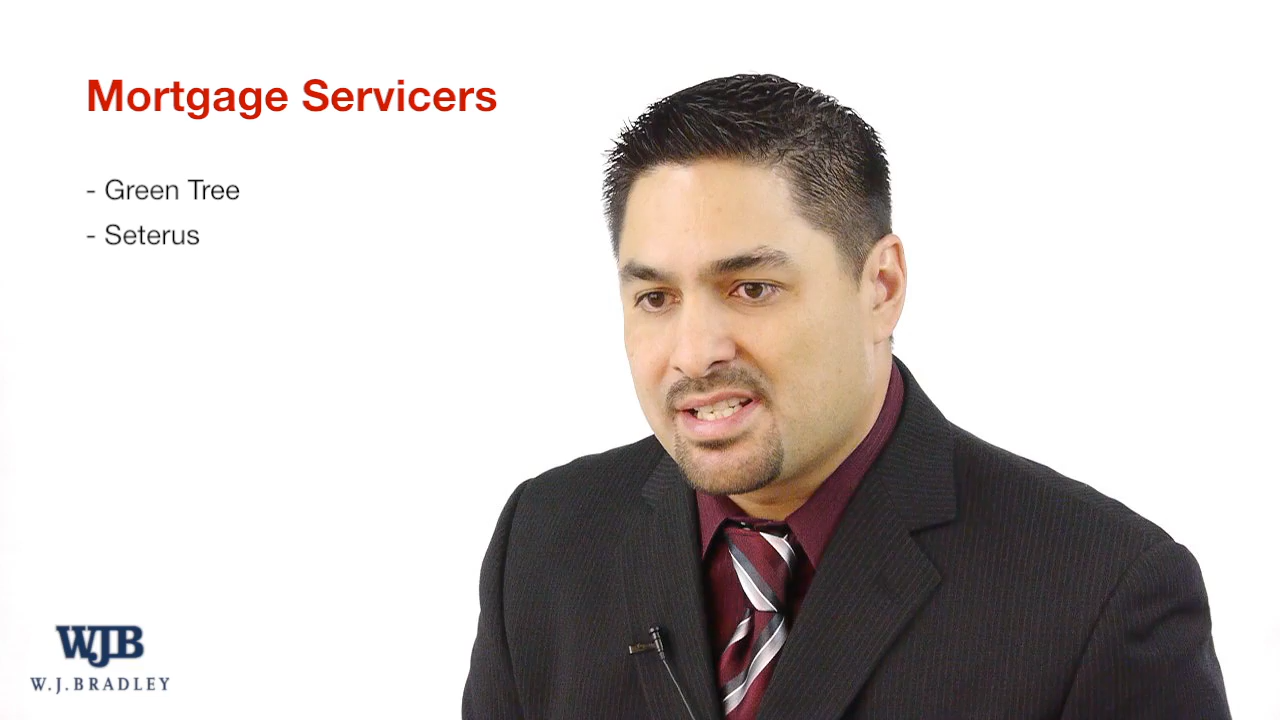 Mortgage Servicers
- Green Tree
- Seterus
WJB
W.J.BRADLEY